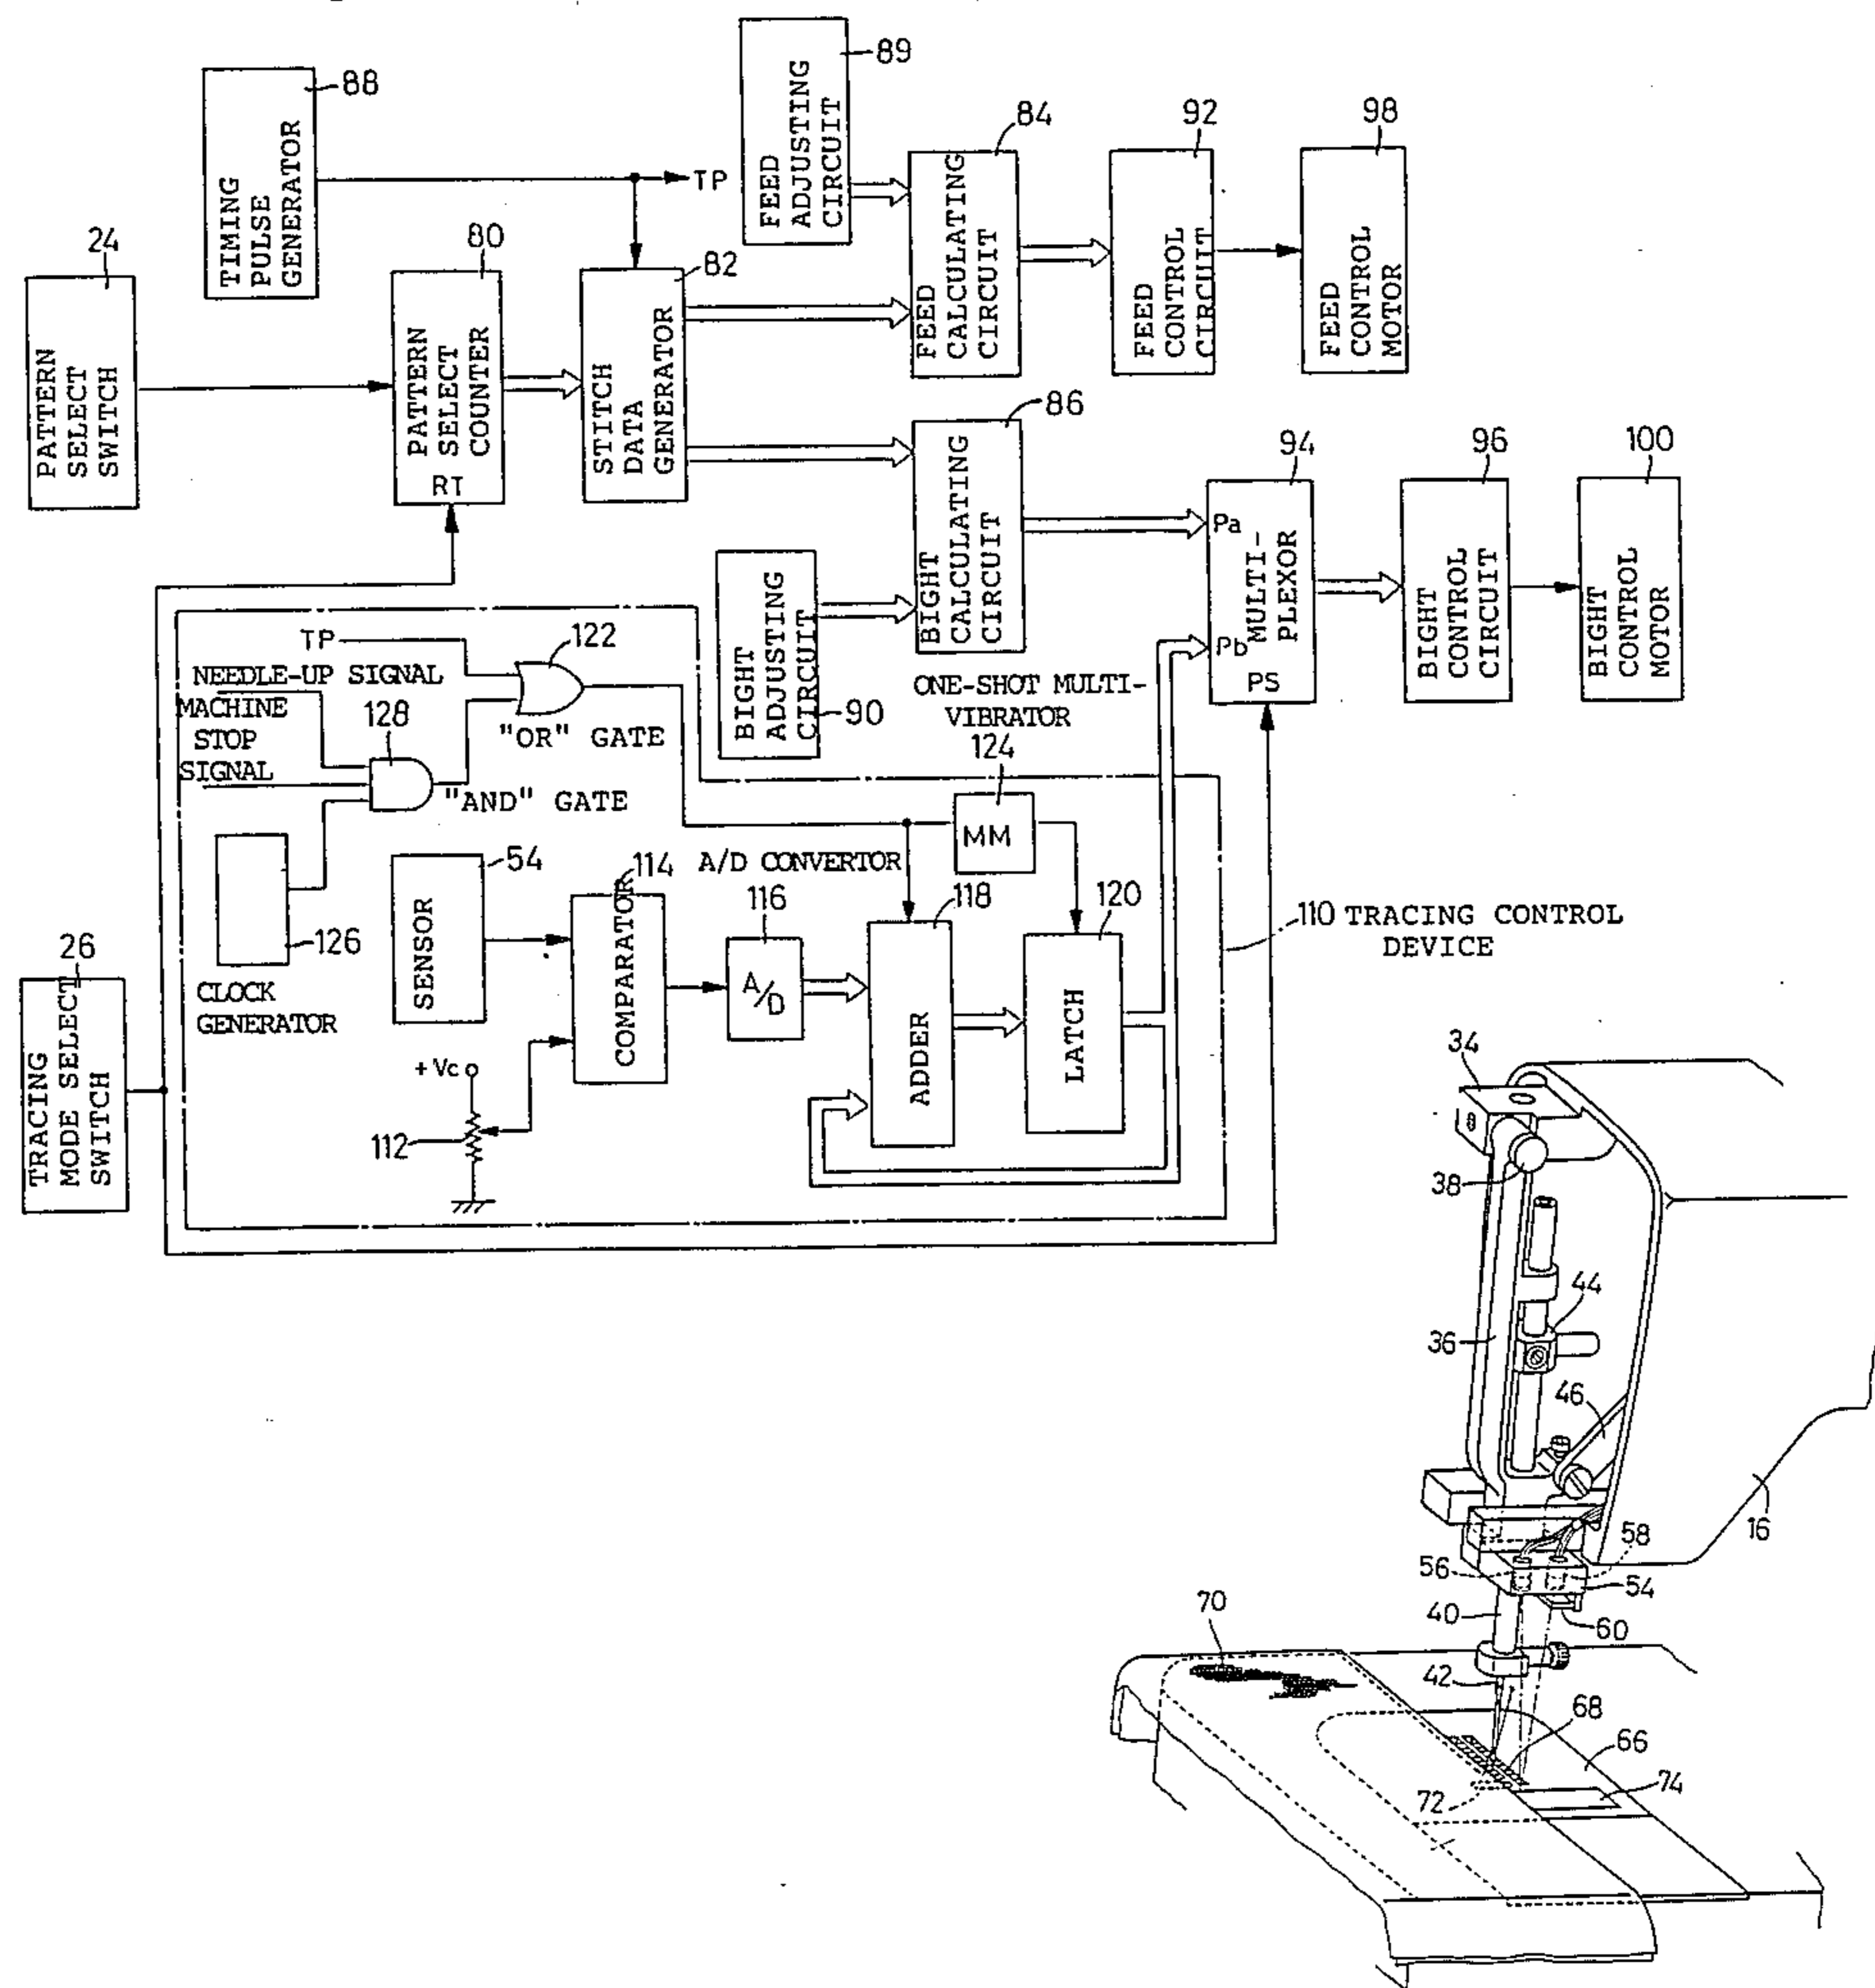 89
FEED
ADJUSTING
CIRCUIT
88
TIMING
PULSE
GENERATOR
TP
84
FEED
CALCULATING
CIRCUIT
92
FEED
CONTROL
CIRCUIT
98
FEED
CONTROL
MOTOR
24
PATTERN
SELECT
SWITCH
80
PATTERN
SELECT
COUNTER
RT
82
STITCH
DATA
GENERATOR
86
BIGHT
CALCULATING
CIRCUIT
94
Pa
MULTI-
PLEXOR
Pb
PS
96
BIGHT
CONTROL
CIRCUIT
100
BIGHT
CONTROL
MOTOR
BIGHT
ADJUSTING
CIRCUIT
90
TP
122
NEEDLE-UP SIGNAL
MACHINE
STOP
SIGNAL
128
"OR" GATE
"AND" GATE
ONE-SHOT MULTI-
VIBRATOR
124
MM
126
CLOCK
GENERATOR
54
SENSOR
114
COMPARATOR
A/D CONVERTOR
116
A/D
118
ADDER
120
LATCH
110 TRACING CONTROL
DEVICE
26
TRACING
MODE SELECT
SWITCH
+Vc
112
34
38
44
36
46
16
58
56
54
40
60
70
42
68
66
74
72